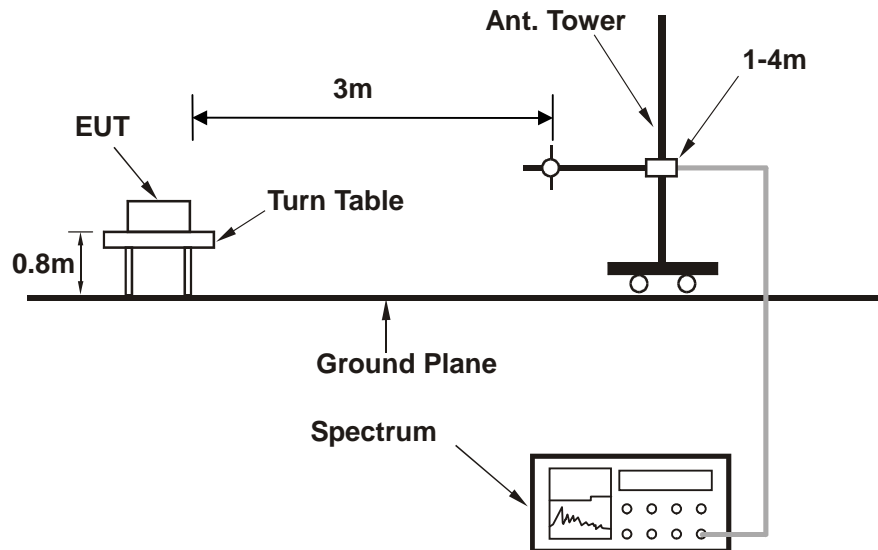 Ant. Tower
1-4m
3m
EUT
Turn Table
0.8m
Ground Plane
Spectrum